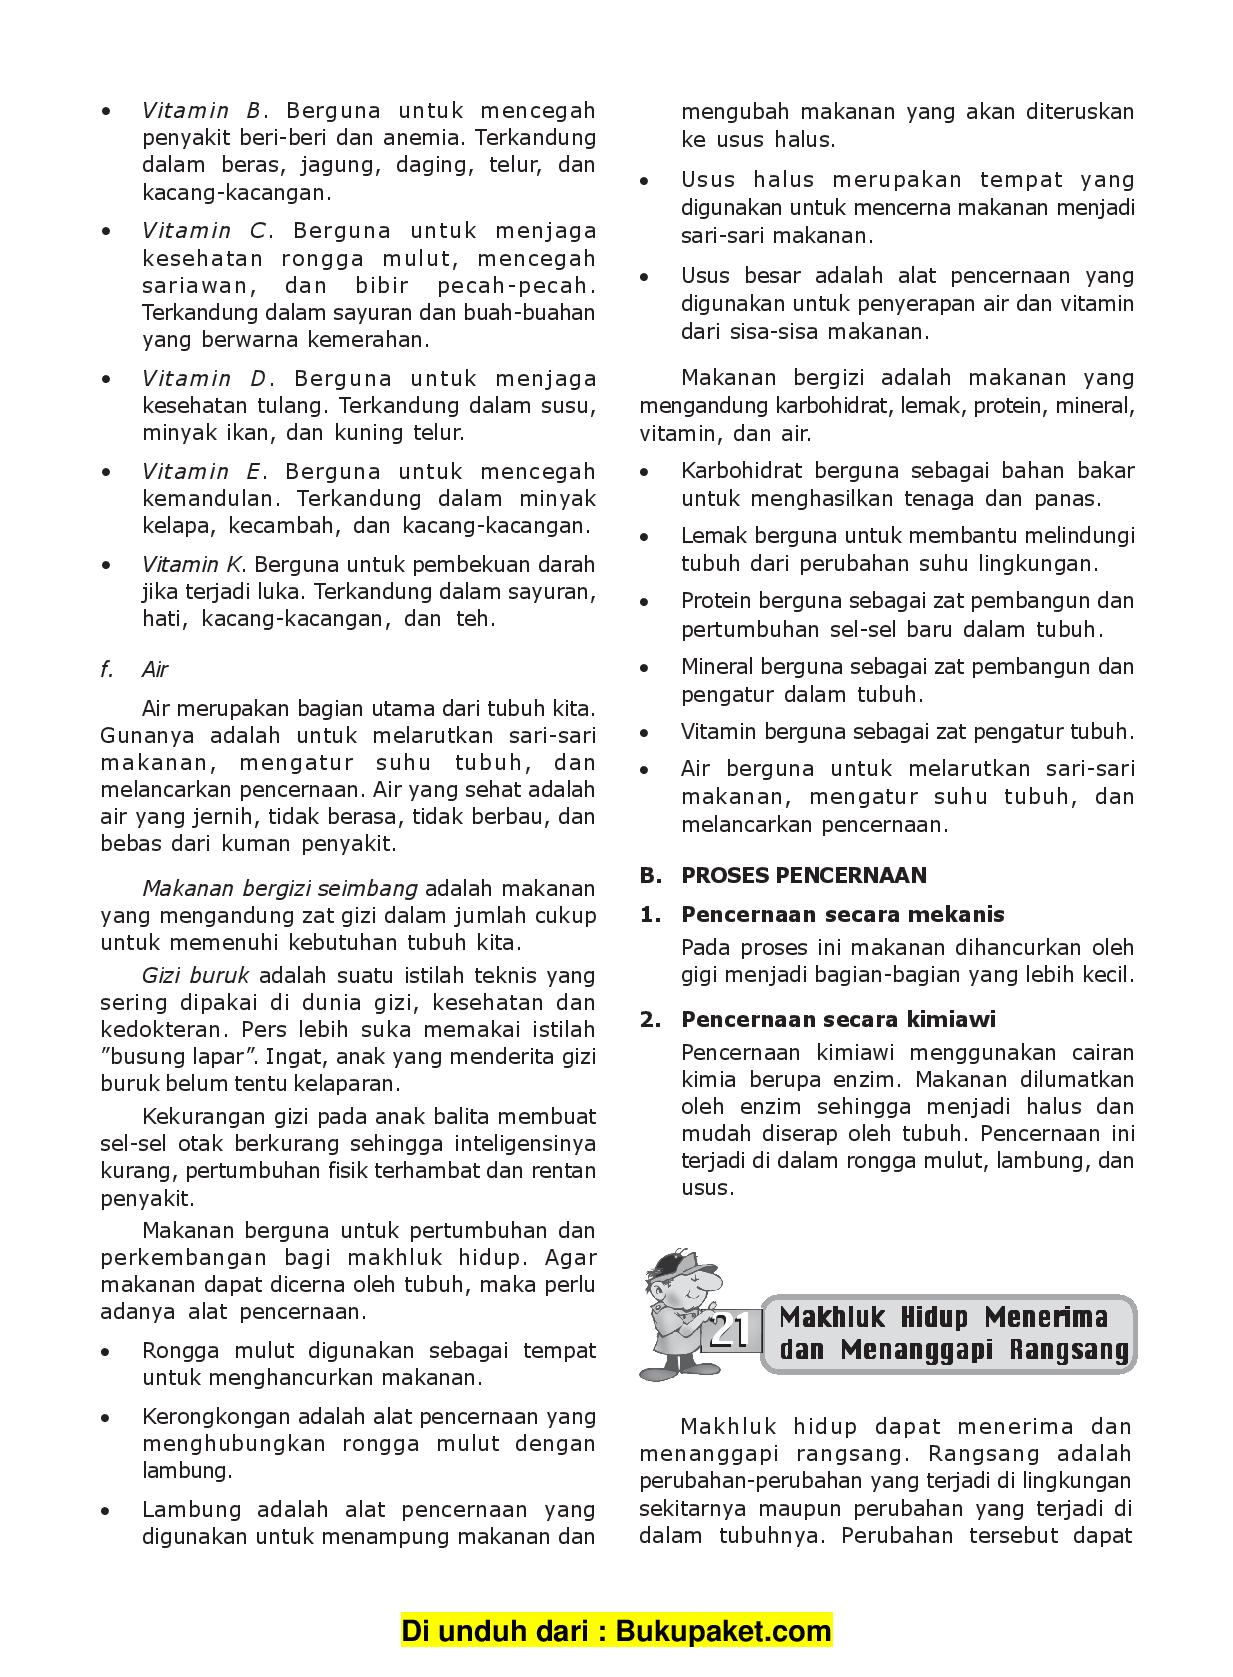 • Vitamin B. Berguna untuk mencegah
penyakit beri-beri dan anemia. Terkandung
dalam beras, jagung, daging, telur, dan
kacang-kacangan.
• Vitamin C. Berguna untuk menjaga
kesehatan rongga mulut, mencegah
sariawan, dan bibir pecah-pecah.
Terkandung dalam sayuran dan buah-buahan
yang berwarna kemerahan.
• Vitamin D. Berguna untuk menjaga
kesehatan tulang. Terkandung dalam susu,
minyak ikan, dan kuning telur.
• Vitamin E. Berguna untuk mencegah
kemandulan. Terkandung dalam minyak
kelapa, kecambah, dan kacang-kacangan.
• Vitamin K. Berguna untuk pembekuan darah
jika terjadi luka. Terkandung dalam sayuran,
hati, kacang-kacangan, dan teh.
f. Air
Air merupakan bagian utama dari tubuh kita.
Gunanya adalah untuk melarutkan sari-sari
makanan, mengatur suhu tubuh, dan
melancarkan pencernaan. Air yang sehat adalah
air yang jernih, tidak berasa, tidak berbau, dan
bebas dari kuman penyakit.
Makanan bergizi seimbang adalah makanan
yang mengandung zat gizi dalam jumlah cukup
untuk memenuhi kebutuhan tubuh kita.
Gizi buruk adalah suatu istilah teknis yang
sering dipakai di dunia gizi, kesehatan dan
kedokteran. Pers lebih suka memakai istilah
”busung lapar”. Ingat, anak yang menderita gizi
buruk belum tentu kelaparan.
Kekurangan gizi pada anak balita membuat
sel-sel otak berkurang sehingga inteligensinya
kurang, pertumbuhan fisik terhambat dan rentan
penyakit.
Makanan berguna untuk pertumbuhan dan
perkembangan bagi makhluk hidup. Agar
makanan dapat dicerna oleh tubuh, maka perlu
adanya alat pencernaan.
• Rongga mulut digunakan sebagai tempat
untuk menghancurkan makanan.
• Kerongkongan adalah alat pencernaan yang
menghubungkan rongga mulut dengan
lambung.
• Lambung adalah alat pencernaan yang
digunakan untuk menampung makanan dan
mengubah makanan yang akan diteruskan
ke usus halus.
• Usus halus merupakan tempat yang
digunakan untuk mencerna makanan menjadi
sari-sari makanan.
• Usus besar adalah alat pencernaan yang
digunakan untuk penyerapan air dan vitamin
dari sisa-sisa makanan.
Makanan bergizi adalah makanan yang
mengandung karbohidrat, lemak, protein, mineral,
vitamin, dan air.
• Karbohidrat berguna sebagai bahan bakar
untuk menghasilkan tenaga dan panas.
• Lemak berguna untuk membantu melindungi
tubuh dari perubahan suhu lingkungan.
• Protein berguna sebagai zat pembangun dan
pertumbuhan sel-sel baru dalam tubuh.
• Mineral berguna sebagai zat pembangun dan
pengatur dalam tubuh.
• Vitamin berguna sebagai zat pengatur tubuh.
• Air berguna untuk melarutkan sari-sari
makanan, mengatur suhu tubuh, dan
melancarkan pencernaan.
B. PROSES PENCERNAAN
1. Pencernaan secara mekanis
Pada proses ini makanan dihancurkan oleh
gigi menjadi bagian-bagian yang lebih kecil.
2. Pencernaan secara kimiawi
Pencernaan kimiawi menggunakan cairan
kimia berupa enzim. Makanan dilumatkan
oleh enzim sehingga menjadi halus dan
mudah diserap oleh tubuh. Pencernaan ini
terjadi di dalam rongga mulut, lambung, dan
usus.
21 Makhluk Hidup Menerima
dan Menanggapi Rangsang
Makhluk hidup dapat menerima dan
menanggapi rangsang. Rangsang adalah
perubahan-perubahan yang terjadi di lingkungan
sekitarnya maupun perubahan yang terjadi di
dalam tubuhnya. Perubahan tersebut dapat
Di unduh dari : Bukupaket.com